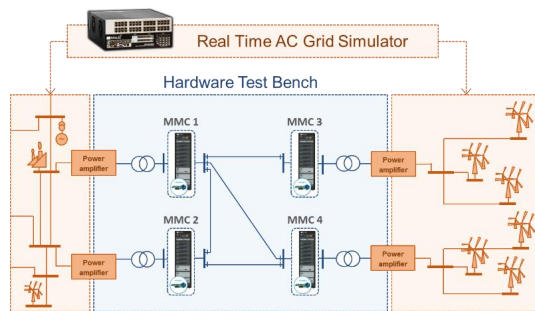 Real Time AC Grid Simulator
Hardware Test Bench
MMC 1
MMC 3
Power
amplifier
Power
amplifier
MMC 2
MMC 4
Power
amplifier
Power
amplifier